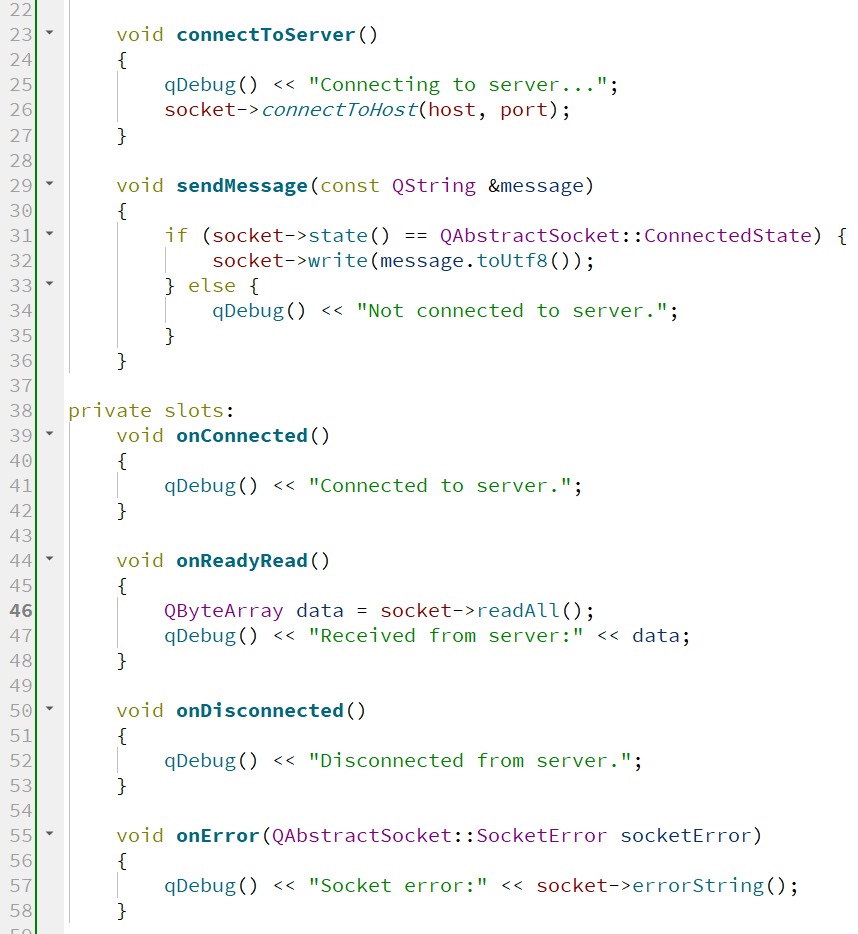 22
23 void connectToServer()
24 {
25 qDebug() << "Connecting to server...";
26 socket->connectToHost(host, port);
27 }
28
29 void sendMessage(const QString &message)
30 {
31 if (socket->state() == QAbstractSocket::ConnectedState) {
32 socket->write(message.toUtf8());
33 } else {
34 qDebug() << "Not connected to server.";
35 }
36 }
37
38 private slots:
39 void onConnected()
40 {
41 qDebug() << "Connected to server.";
42 }
43
44 void onReadyRead()
45 {
46 QByteArray data = socket->readAll();
47 qDebug() << "Received from server:" << data;
48 }
49
50 void onDisconnected()
51 {
52 qDebug() << "Disconnected from server.";
53 }
54
55 void onError(QAbstractSocket::SocketError socketError)
56 {
57 qDebug() << "Socket error:" << socket->errorString();
58 }